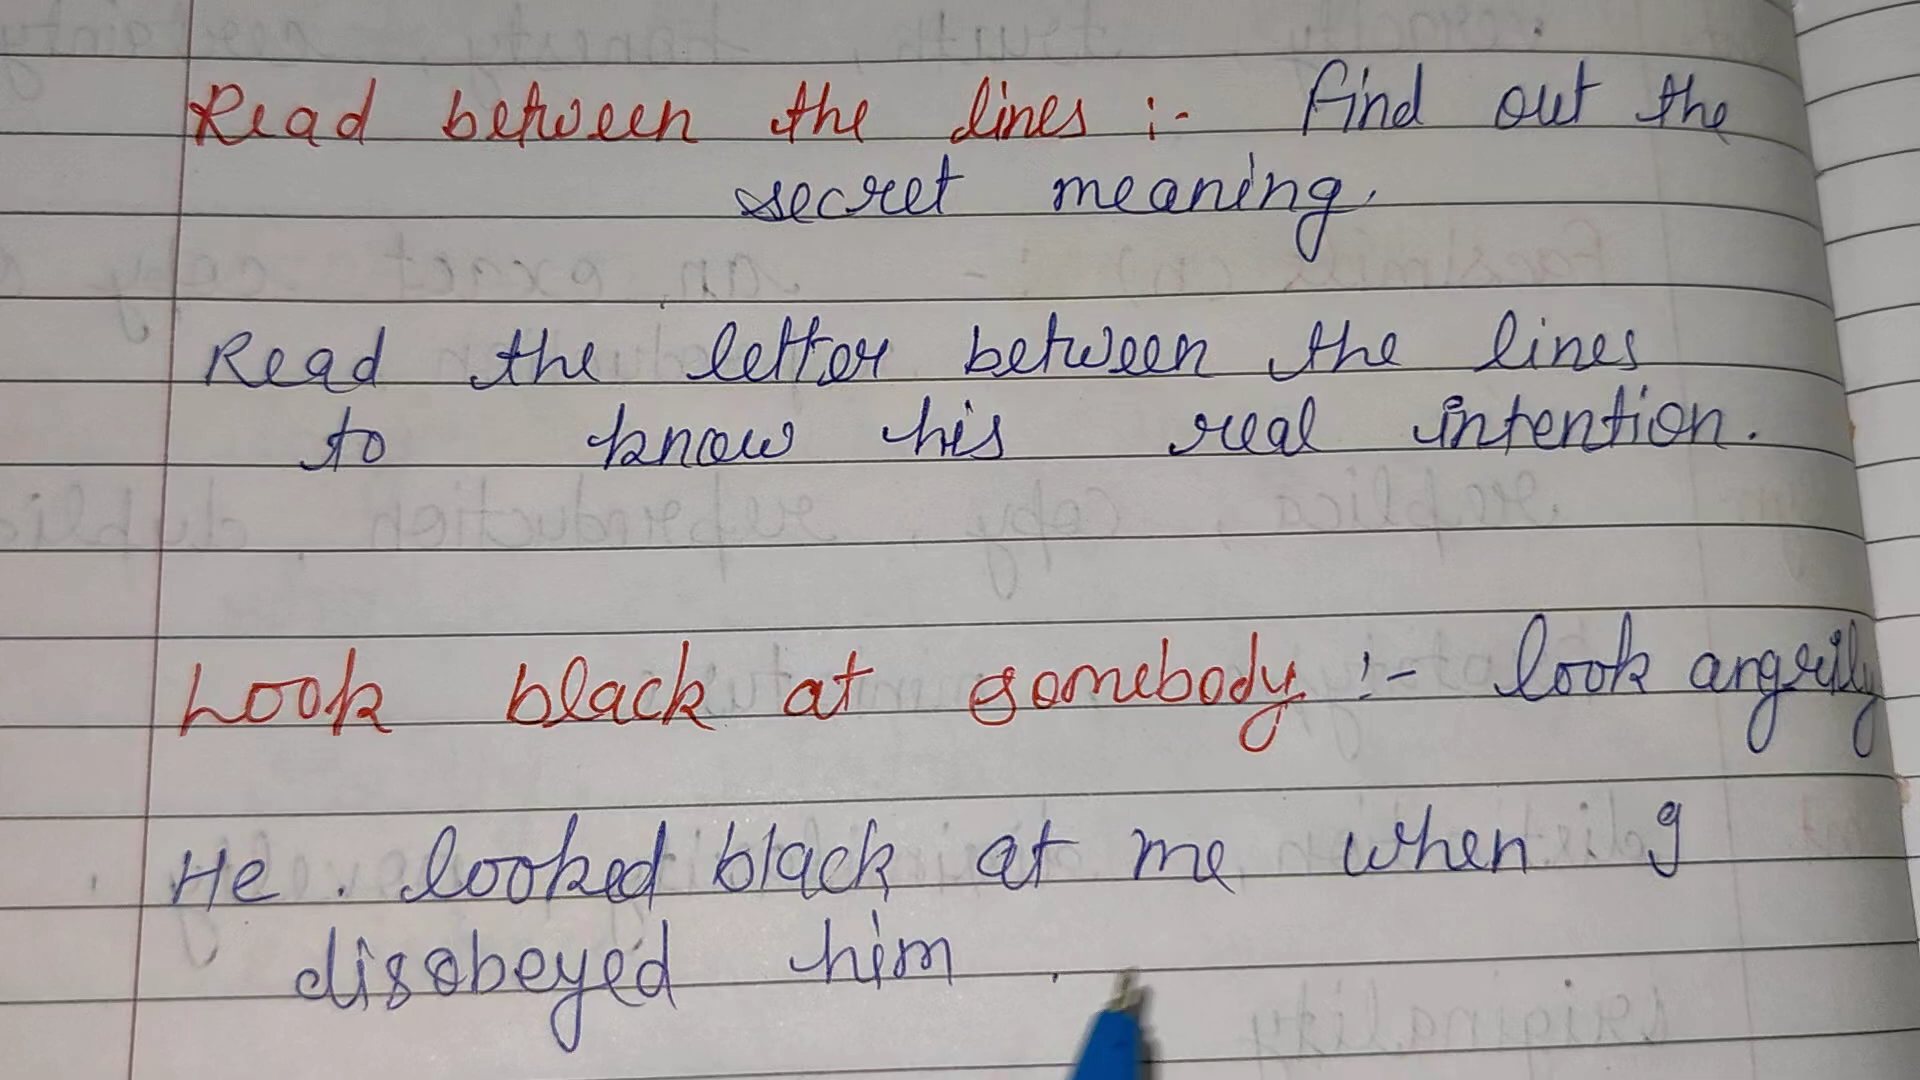 Read between the lines :- find out the
secret meaning.
Read the letter between the lines
to know his real intention.
Look black at somebody :- look angrily
He looked black at me when I
disobeyed him.